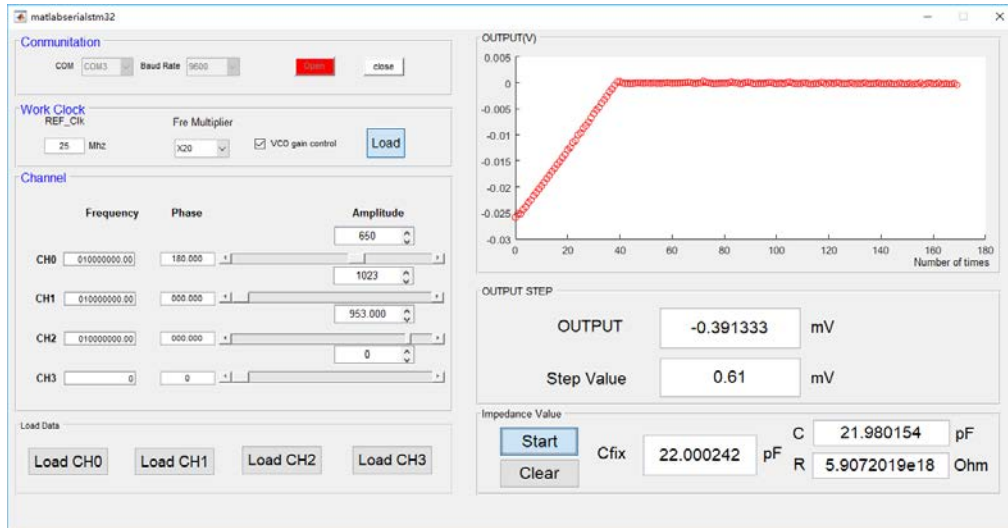 matlabserialstm32
Conmunitation
COM COM3 Baud Rate 9600 Open close
Work Clock
REF_Clk Fre Multiplier
25 Mhz X20 VCO gain control Load
Channel
Frequency Phase Amplitude
650
CH0 010000000.00 180.000
1023
CH1 010000000.00 000.000
953.000
CH2 010000000.00 000.000
0
CH3 0 0
Load Data
Load CH0 Load CH1 Load CH2 Load CH3
OUTPUT(V)
0.005
0
-0.005
-0.01
-0.015
-0.02
-0.025
-0.03
0 20 40 60 80 100 120 140 160 180
Number of times
OUTPUT STEP
OUTPUT -0.391333 mV
Step Value 0.61 mV
Impedance Value
Start Cfix 22.000242 pF C 21.980154 pF
Clear R 5.9072019e18 Ohm